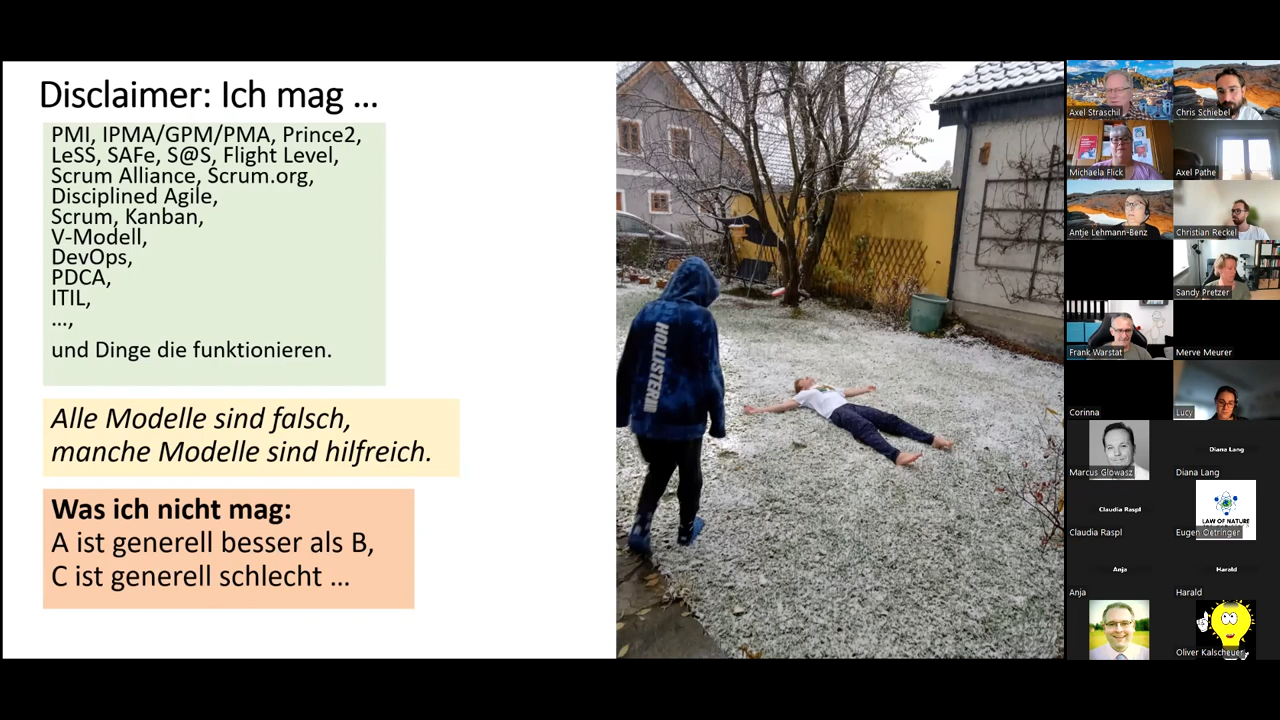 Disclaimer: Ich mag ...
PMI, IPMA/GPM/PMA, Prince2,
LeSS, SAFe, S@S, Flight Level,
Scrum Alliance, Scrum.org,
Disciplined Agile,
Scrum, Kanban,
V-Modell,
DevOps,
PDCA,
ITIL,
...,
und Dinge die funktionieren.
Alle Modelle sind falsch,
manche Modelle sind hilfreich.
Was ich nicht mag:
A ist generell besser als B,
C ist generell schlecht ...
Axel Straschil
Chris Schiebel
Michaela Flick
Axel Pathe
Antje Lehmann-Benz
Christian Reckel
Sandy Pretzer
Frank Warstat
Merve Meurer
Corinna
Lucy
Marcus Glowasz
Diana Lang
Diana Lang
Claudia Raspl
Claudia Raspl
LAW OF NATURE
Eugen Oetringer
Anja
Anja
Harald
Harald
Oliver Kalscheuer